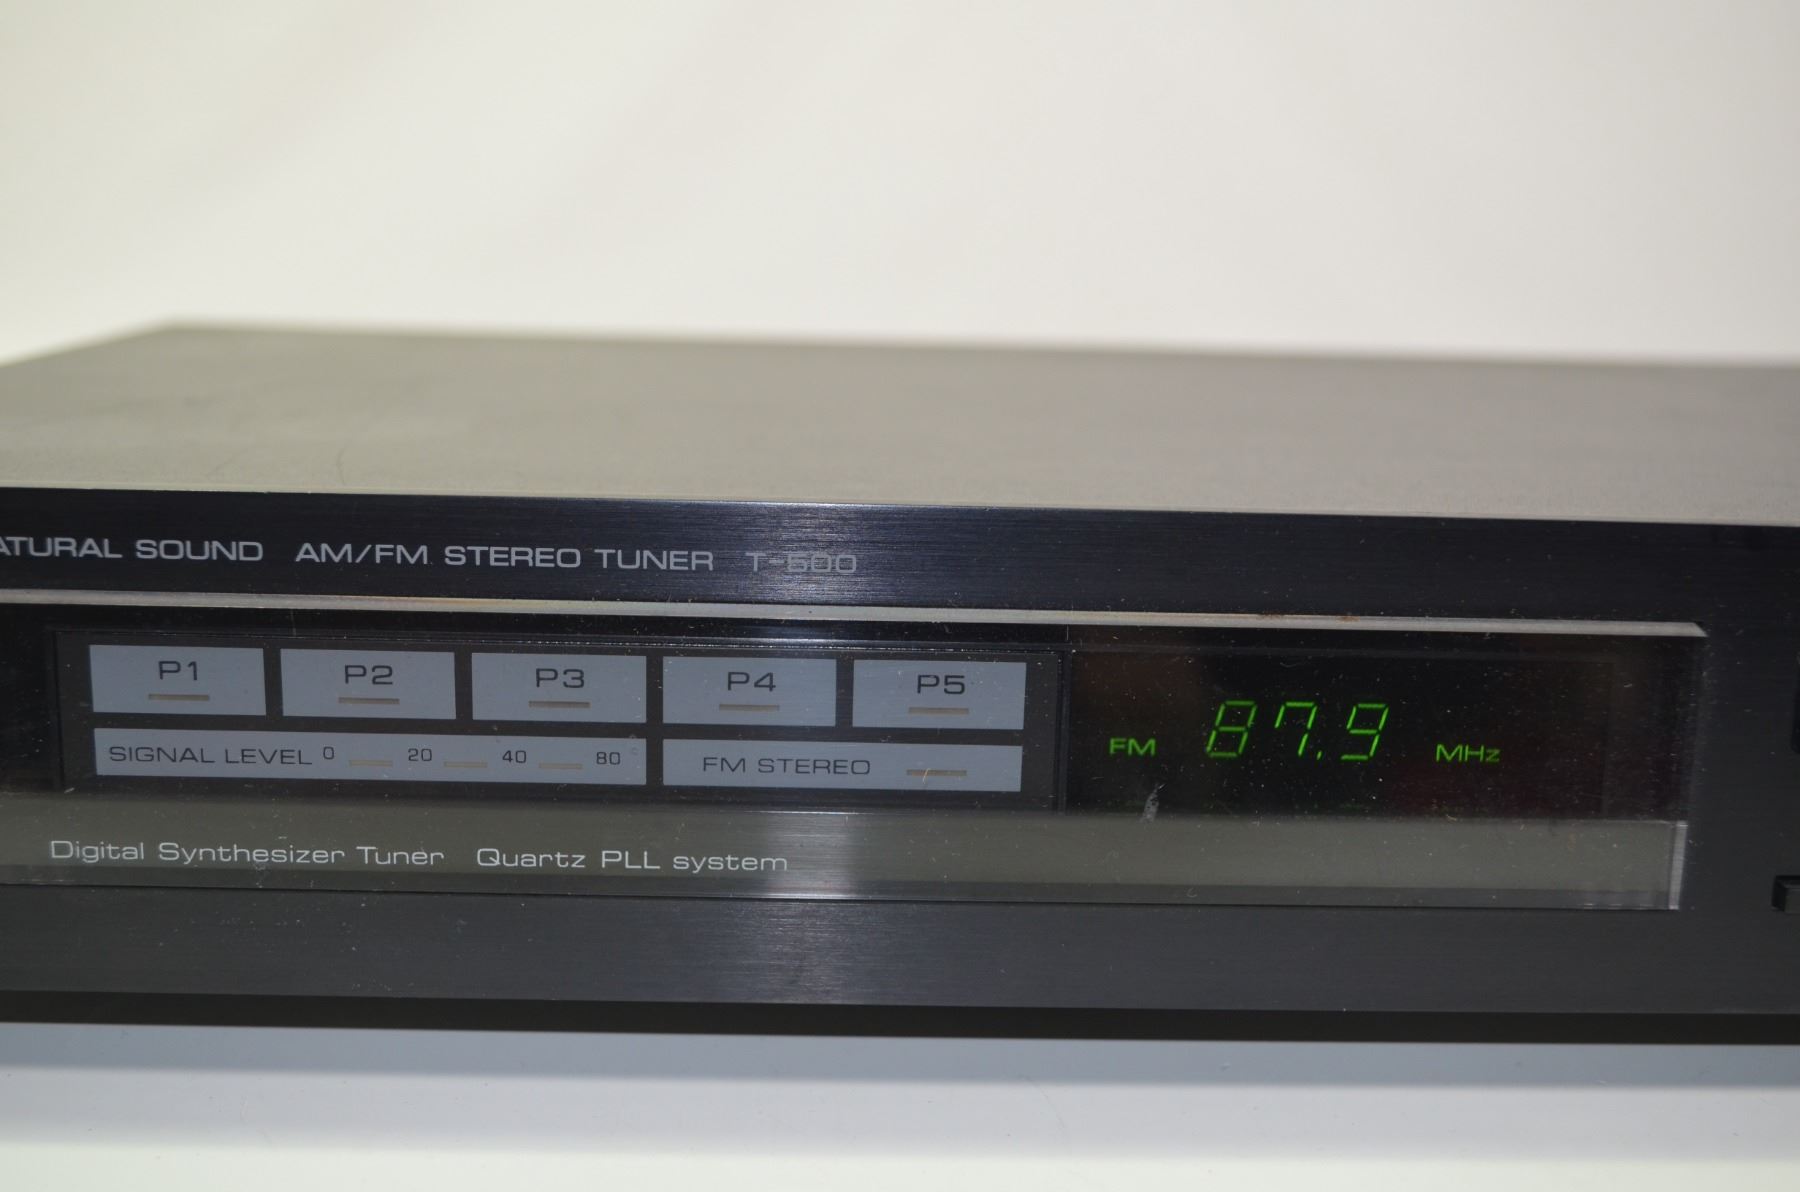 ATURAL SOUND AM/FM STEREO TUNER T-500
P1 P2 P3 P4 P5
SIGNAL LEVEL 0 20 40 80 FM STEREO
FM 87.9 MHz
Digital Synthesizer Tuner Quartz PLL system